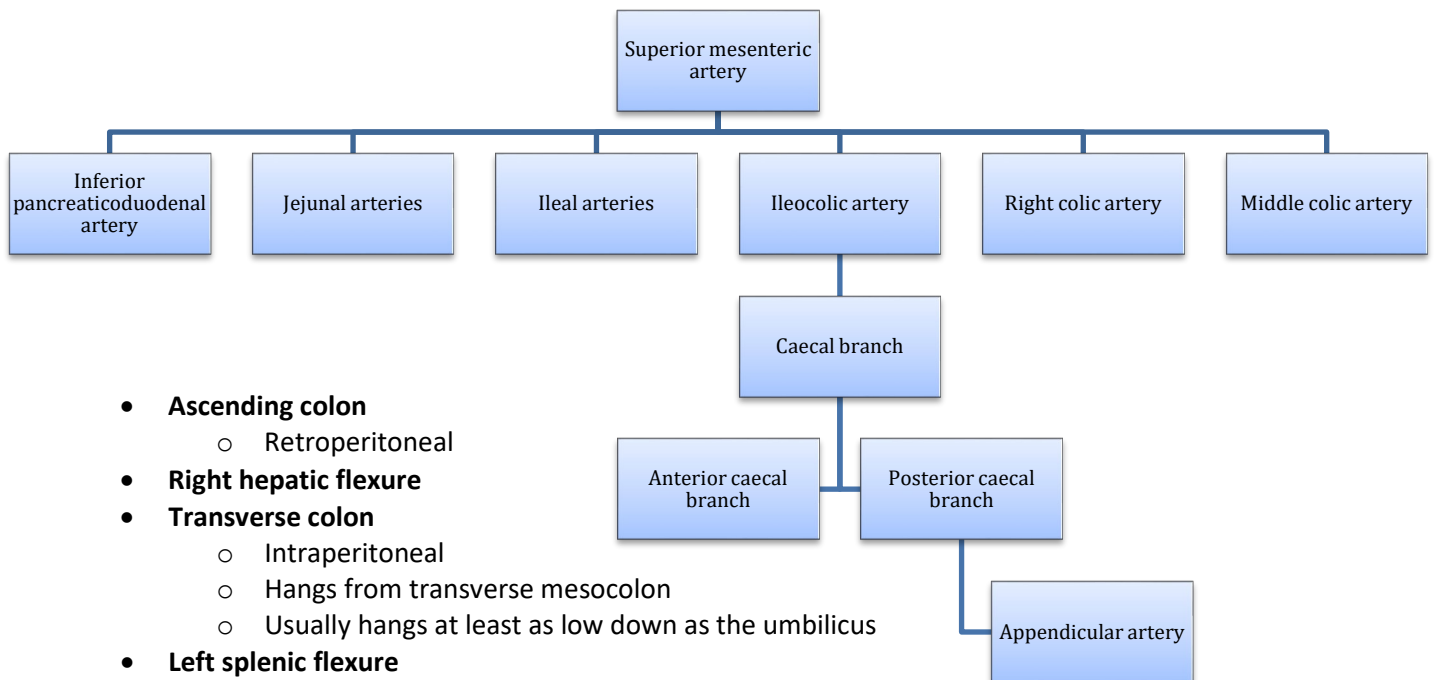 Superior mesenteric
artery
Inferior
pancreaticoduodenal
artery
Jejunal arteries
Ileal arteries
Ileocolic artery
Right colic artery
Middle colic artery
Caecal branch
Anterior caecal
branch
Posterior caecal
branch
Appendicular artery
• Ascending colon
o Retroperitoneal
• Right hepatic flexure
• Transverse colon
o Intraperitoneal
o Hangs from transverse mesocolon
o Usually hangs at least as low down as the umbilicus
• Left splenic flexure